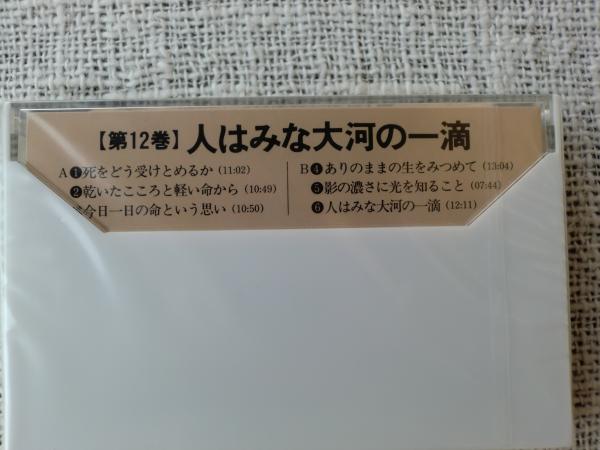 【第12巻】人はみな大河の一滴
A❶死をどう受けとめるか (11:02)
❷乾いたこころと軽い命から (10:49)
今日一日の命という思い (10:50)
B❹ありのままの生をみつめて (13:04)
❺影の濃さに光を知ること (07:44)
❻人はみな大河の一滴 (12:11)